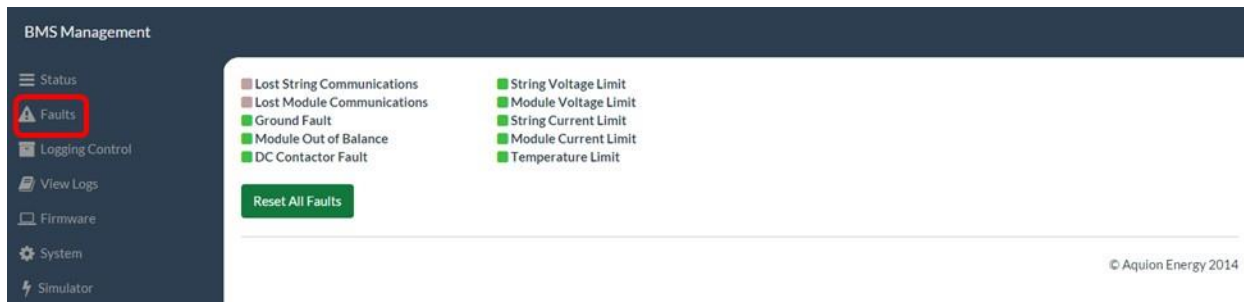 BMS Management
Status
Faults
Logging Control
View Logs
Firmware
System
Simulator
Lost String Communications
Lost Module Communications
Ground Fault
Module Out of Balance
DC Contactor Fault
String Voltage Limit
Module Voltage Limit
String Current Limit
Module Current Limit
Temperature Limit
Reset All Faults
© Aquion Energy 2014